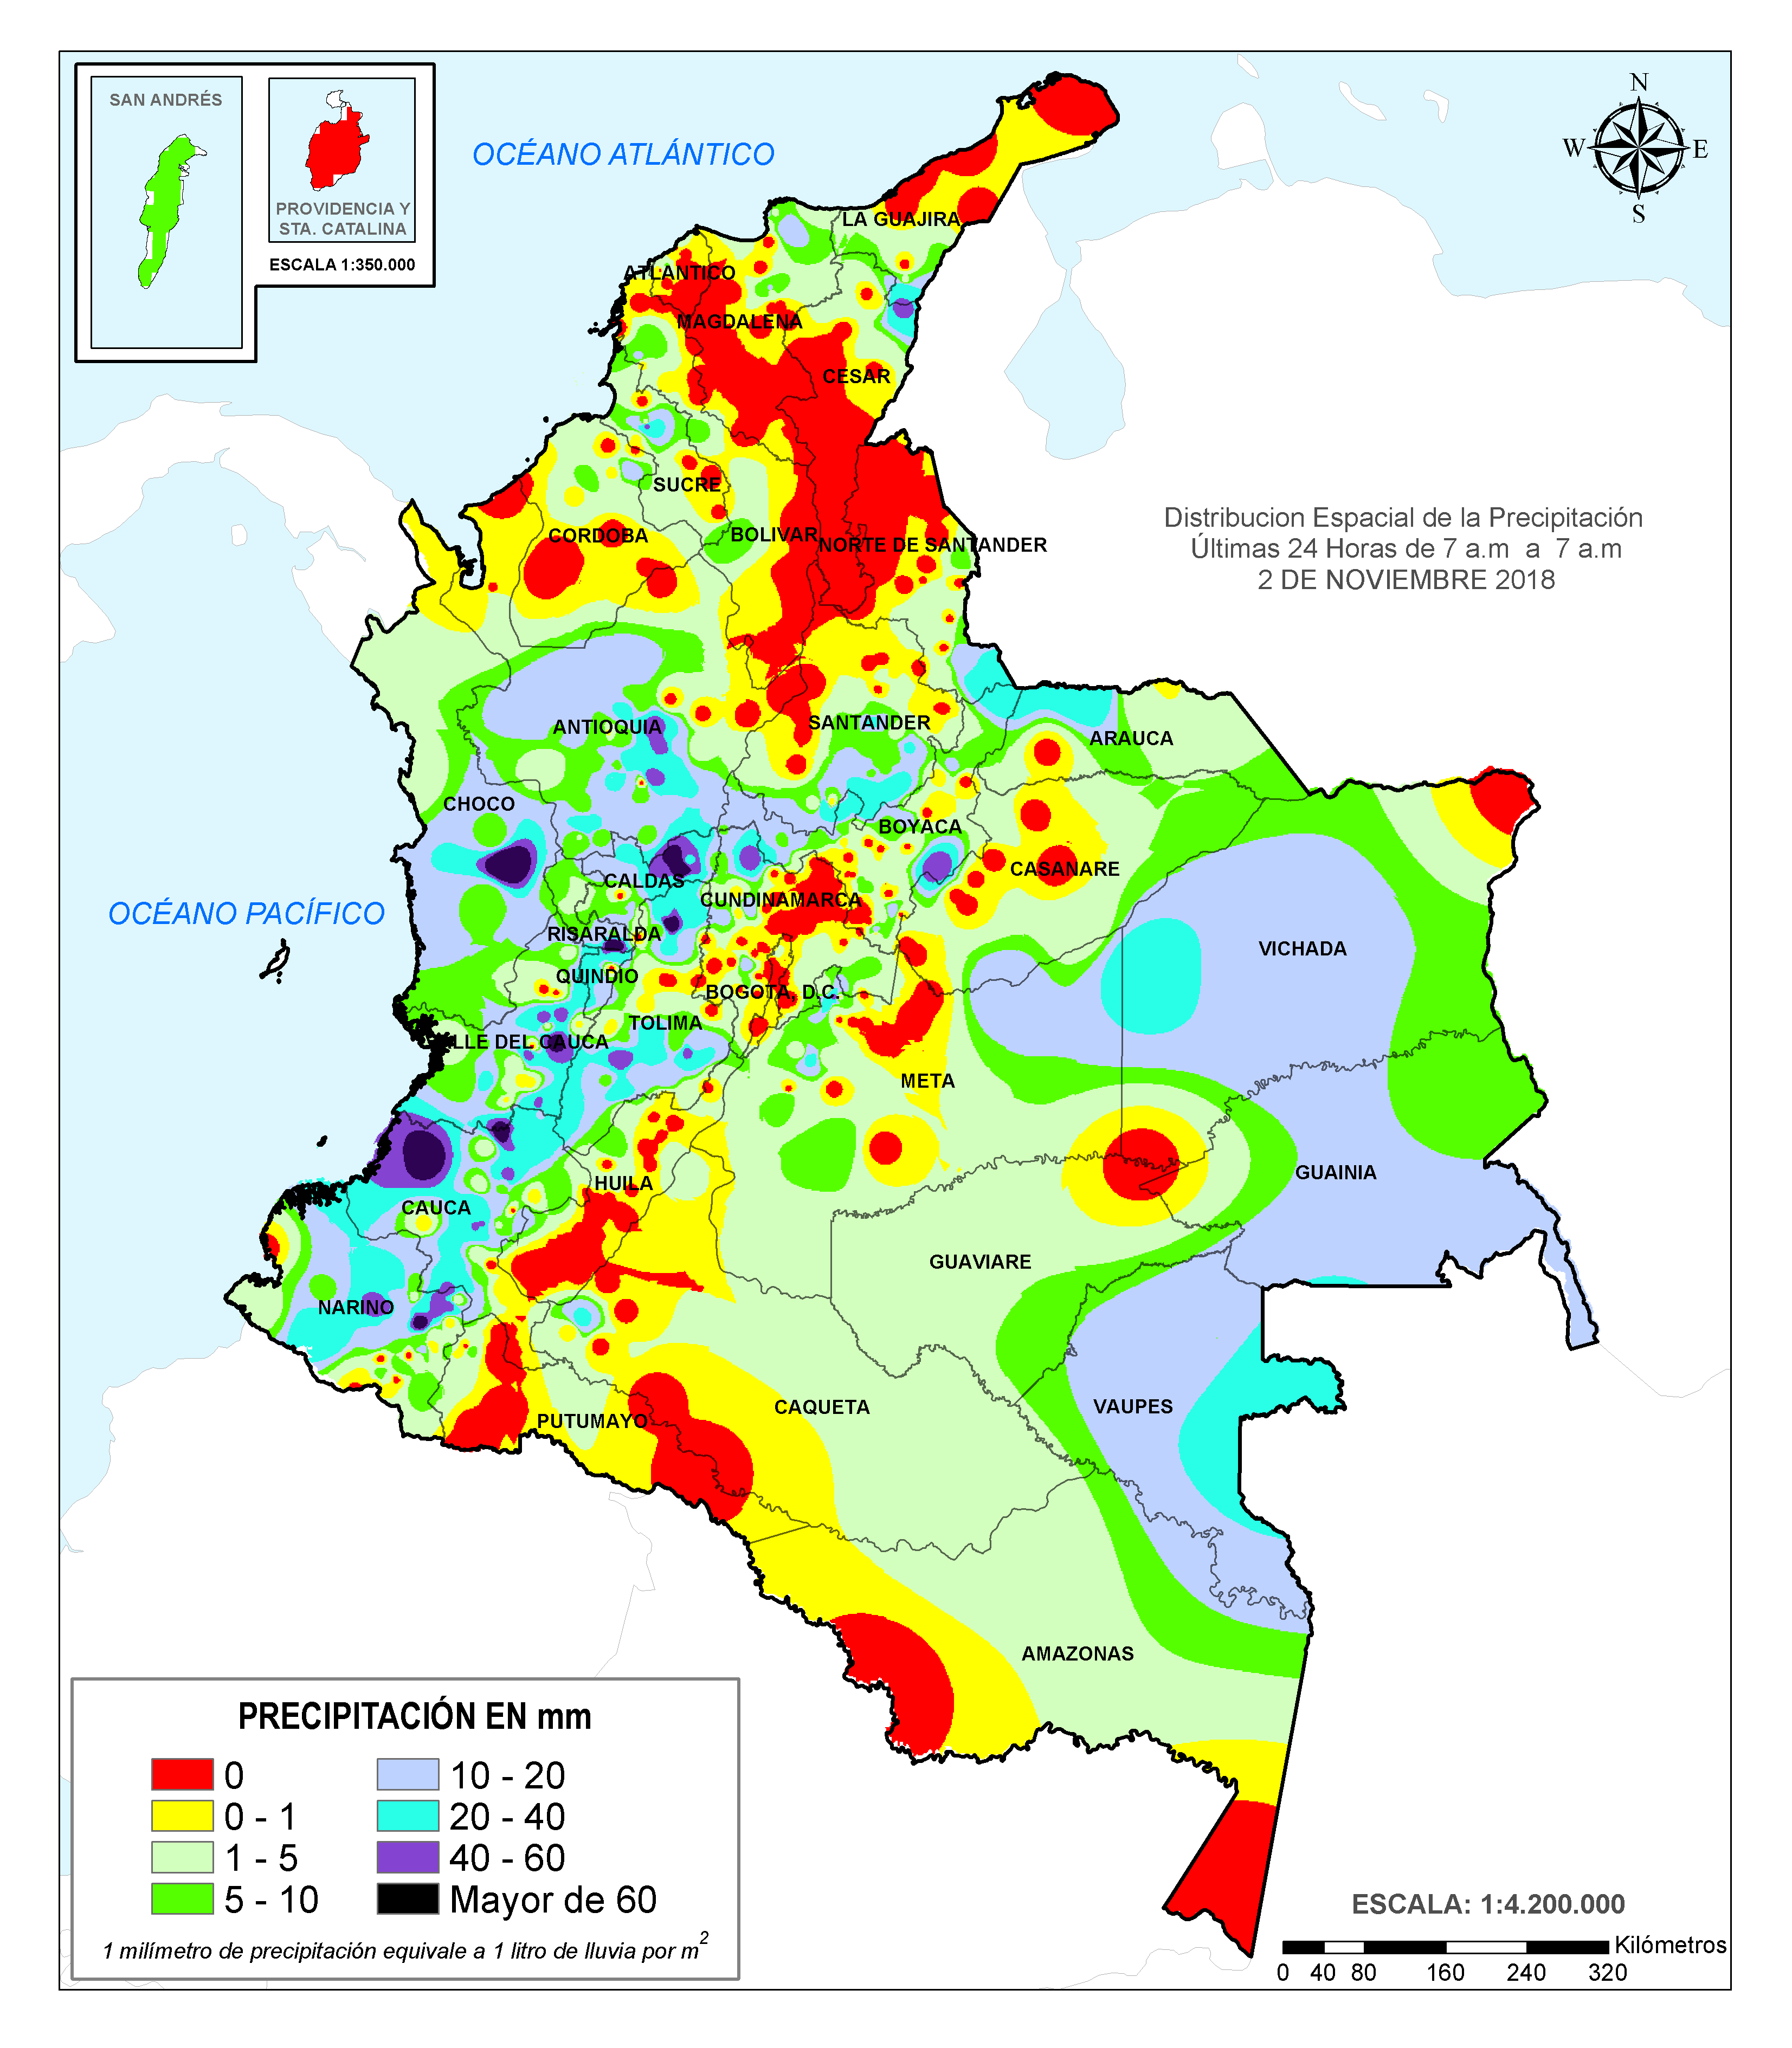 SAN ANDRÉS
PROVIDENCIA Y
STA. CATALINA
ESCALA 1:350.000
OCÉANO ATLÁNTICO
N
W
E
S
LA GUAJIRA
ATLANTICO
MAGDALENA
CESAR
SUCRE
CORDOBA
BOLIVAR
NORTE DE SANTANDER
Distribucion Espacial de la Precipitación
Últimas 24 Horas de 7 a.m a 7 a.m
2 DE NOVIEMBRE 2018
ANTIOQUIA
SANTANDER
ARAUCA
CHOCO
BOYACA
CASANARE
CALDAS
CUNDINAMARCA
OCÉANO PACÍFICO
RISARALDA
VICHADA
QUINDIO
BOGOTA, D.C.
TOLIMA
LLE DEL CAUCA
META
HUILA
GUAINIA
CAUCA
GUAVIARE
NARINO
CAQUETA
VAUPES
PUTUMAYO
AMAZONAS
PRECIPITACIÓN EN mm
0
10 - 20
0 - 1
20 - 40
1 - 5
40 - 60
5 - 10
Mayor de 60
1 milímetro de precipitación equivale a 1 litro de lluvia por m2
ESCALA: 1:4.200.000
Kilómetros
0 40 80 160 240 320